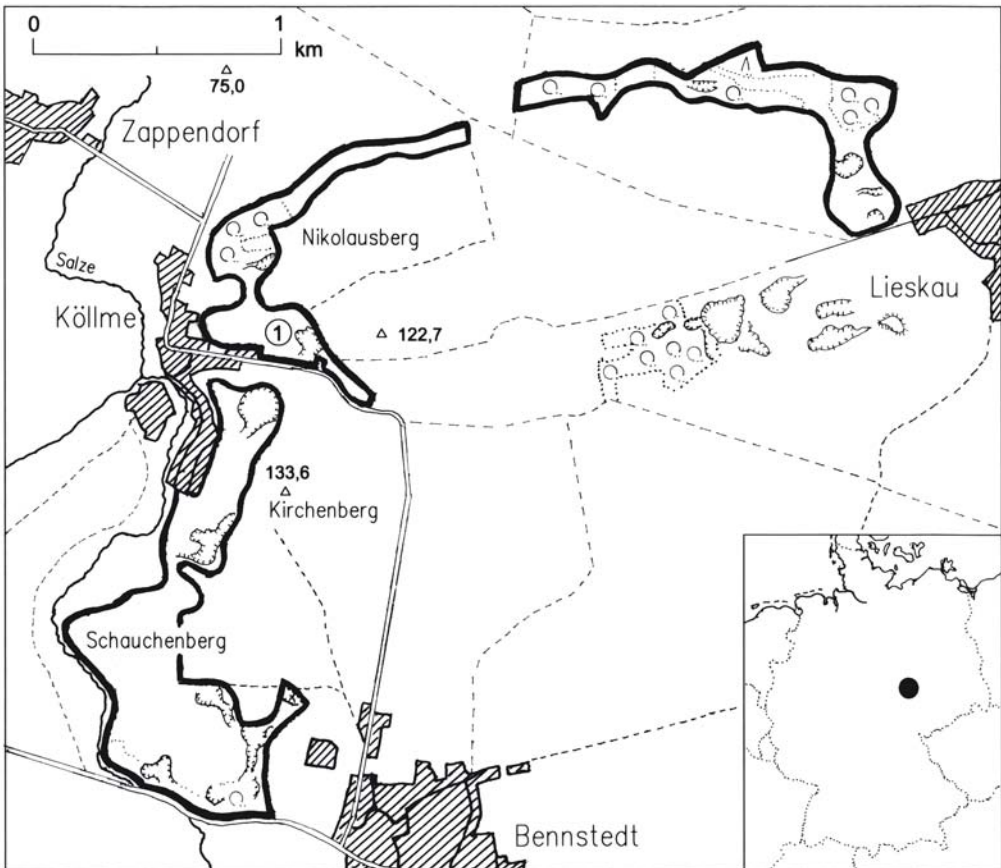 0 1
km
75,0
Zappendorf
Nikolausberg
Salze
Köllme
Lieskau
1
122,7
133,6
Kirchenberg
Schauchenberg
Bennstedt